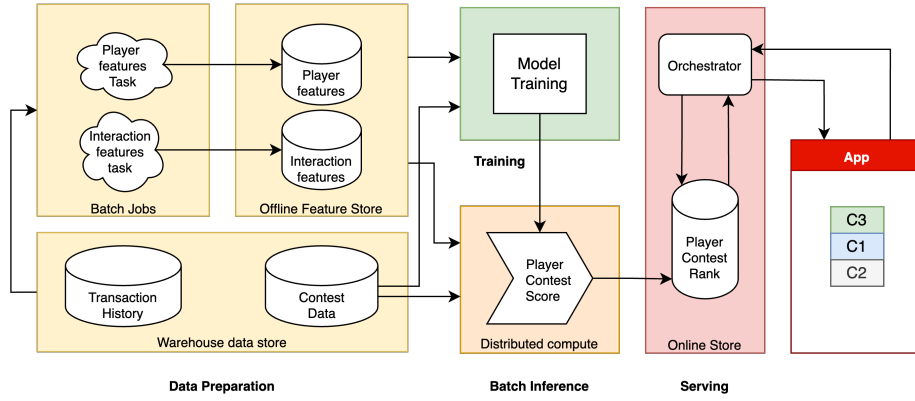 Player
features
Task
Interaction
features
task
Batch Jobs
Player
features
Interaction
features
Offline Feature Store
Transaction
History
Contest
Data
Warehouse data store
Data Preparation
Model
Training
Training
Player
Contest
Score
Distributed compute
Batch Inference
Orchestrator
Player
Contest
Rank
Online Store
Serving
App
C3
C1
C2